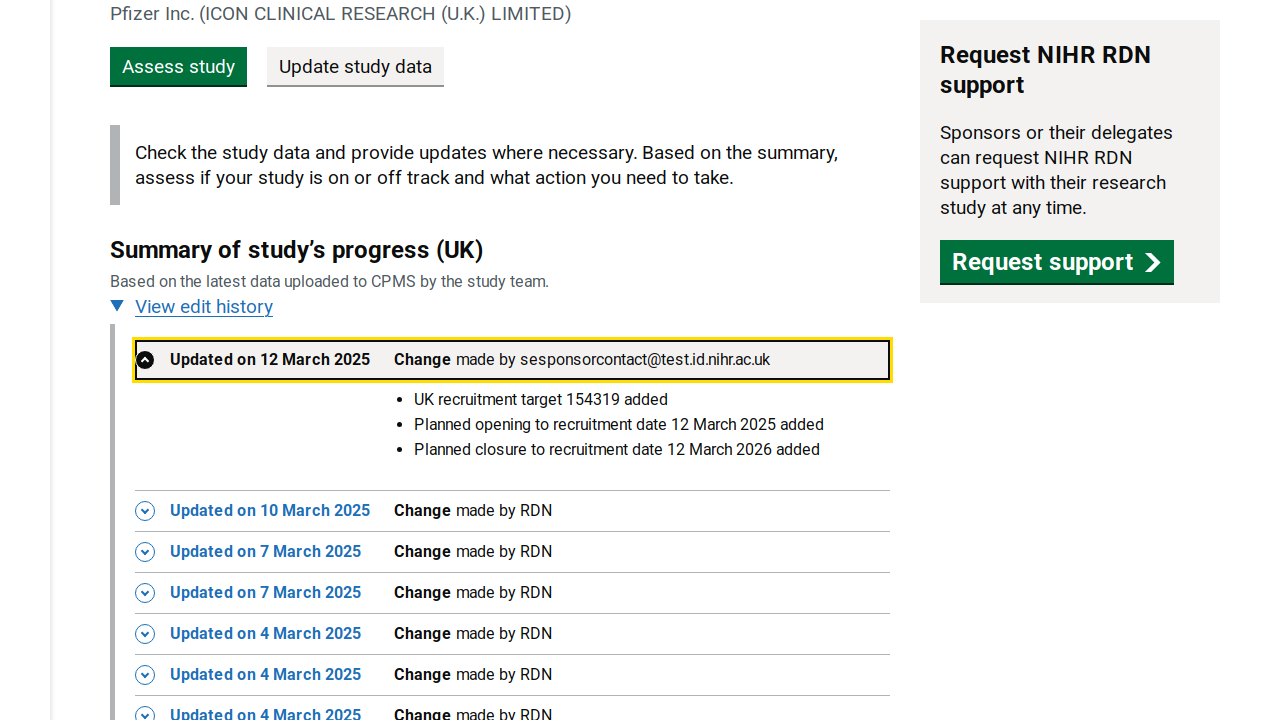 Pfizer Inc. (ICON CLINICAL RESEARCH (U.K.) LIMITED)
Assess study
Update study data
Check the study data and provide updates where necessary. Based on the summary,
assess if your study is on or off track and what action you need to take.
Summary of study’s progress (UK)
Based on the latest data uploaded to CPMS by the study team.
View edit history
Updated on 12 March 2025 Change made by sesponsorcontact@test.id.nihr.ac.uk
• UK recruitment target 154319 added
• Planned opening to recruitment date 12 March 2025 added
• Planned closure to recruitment date 12 March 2026 added
Updated on 10 March 2025 Change made by RDN
Updated on 7 March 2025 Change made by RDN
Updated on 7 March 2025 Change made by RDN
Updated on 4 March 2025 Change made by RDN
Updated on 4 March 2025 Change made by RDN
Updated on 4 March 2025 Change made by RDN
Request NIHR RDN
support
Sponsors or their delegates
can request NIHR RDN
support with their research
study at any time.
Request support